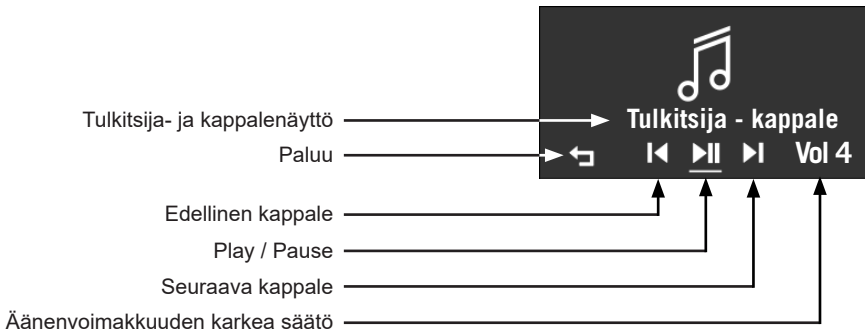 Tulkitsija- ja kappalenäyttö
Paluu
Edellinen kappale
Play / Pause
Seuraava kappale
Äänenvoimakkuuden karkea säätö
Tulkitsija - kappale
Vol 4